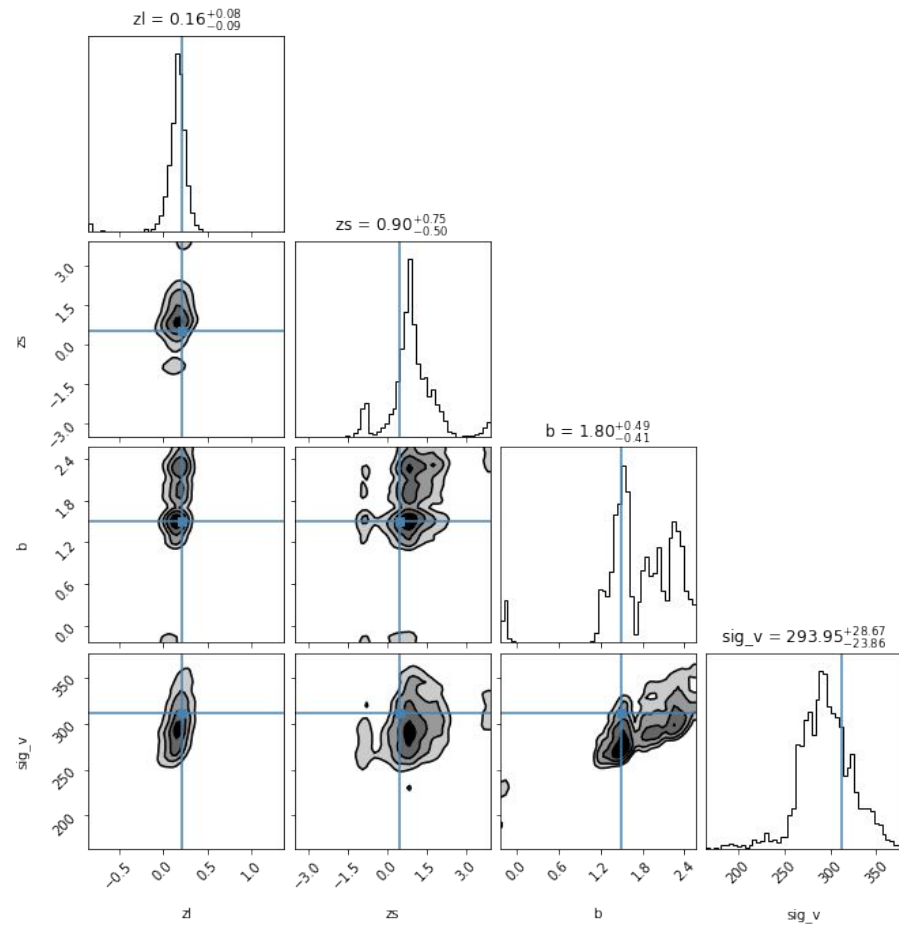 zl = 0.16+0.08 −0.09
zs = 0.90+0.75 −0.50
3.0
1.5
0.0
−1.5
−3.0
zs
b = 1.80+0.49 −0.41
2.4
1.8
1.2
0.6
0.0
b
sig_v = 293.95+28.67 −23.86
350
300
250
200
sig_v
−0.5 0.0 0.5 1.0 −3.0 −1.5 0.0 1.5 3.0 0.0 0.6 1.2 1.8 2.4 200 250 300 350
zl zs b sig_v